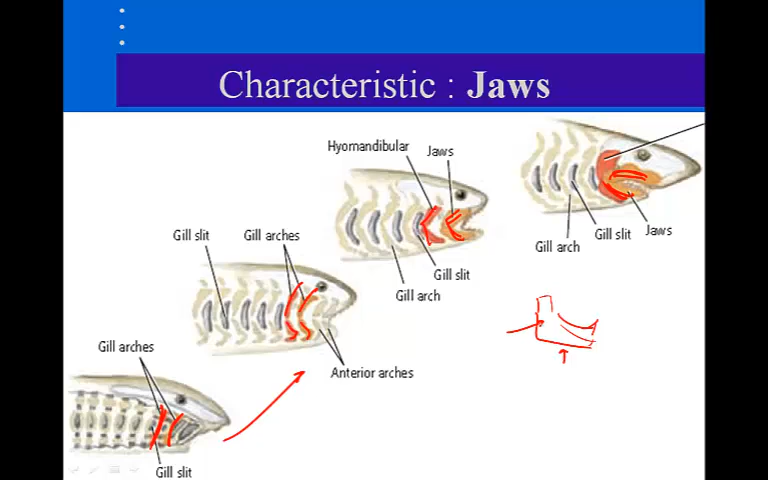 Characteristic : Jaws
Hyomandibular
Jaws
Gill slit
Gill arches
Gill slit
Gill arch
Gill arch
Gill slit
Jaws
Gill arches
Anterior arches
Gill slit